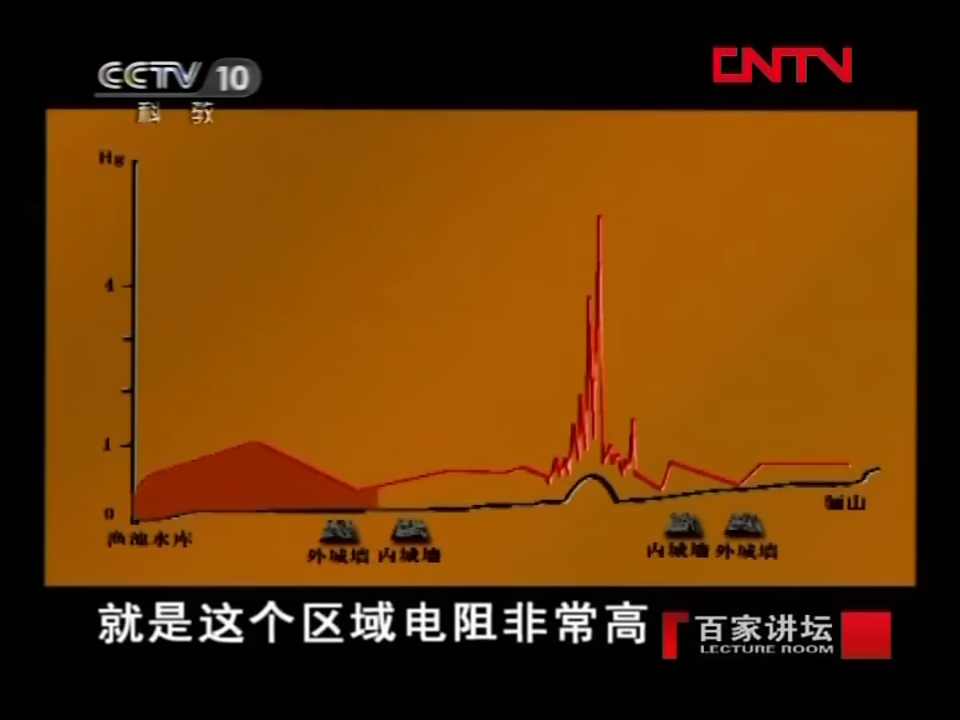 CCTV 10
科 教
CNTV
Hg
4
1
0
渔池水库
外城墙
内城墙
内城墙
外城墙
骊山
就是这个区域电阻非常高
百家讲坛
LECTURE ROOM